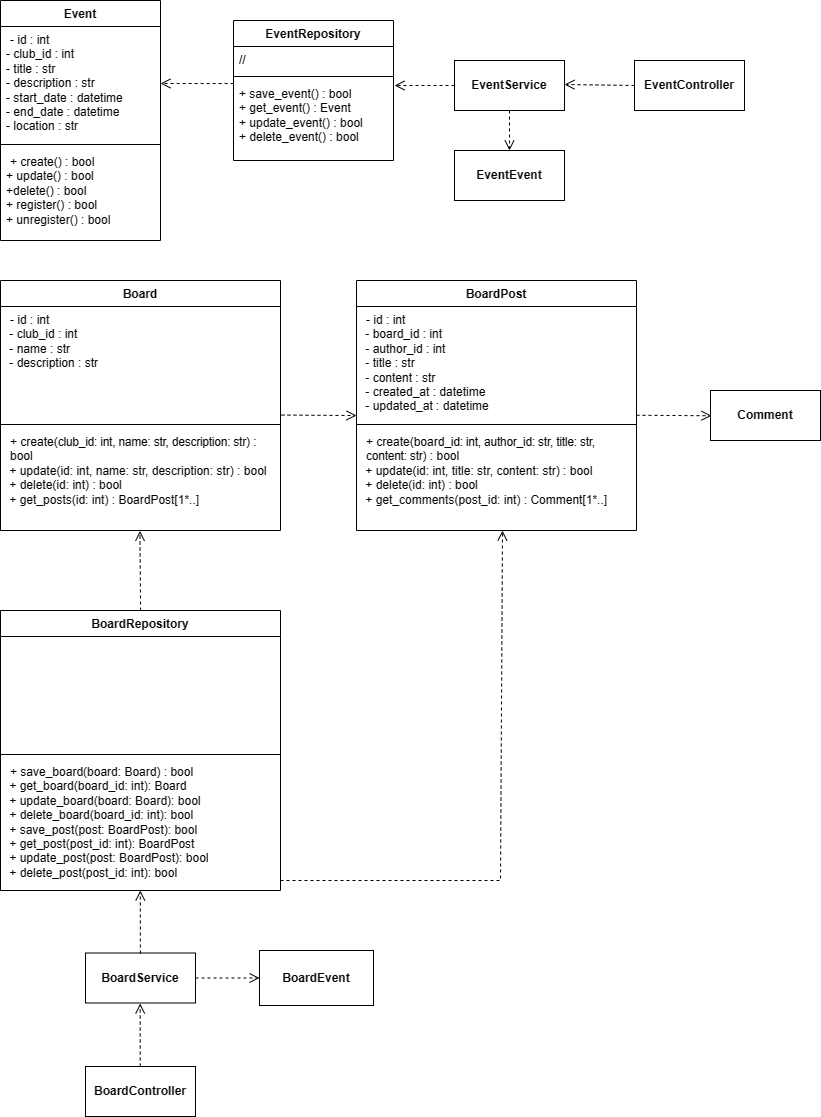 Event
- id : int
- club_id : int
- title : str
- description : str
- start_date : datetime
- end_date : datetime
- location : str
+ create() : bool
+ update() : bool
+delete() : bool
+ register() : bool
+ unregister() : bool
EventRepository
//
+ save_event() : bool
+ get_event() : Event
+ update_event() : bool
+ delete_event() : bool
EventService
EventController
EventEvent
Board
- id : int
- club_id : int
- name : str
- description : str
+ create(club_id: int, name: str, description: str) :
bool
+ update(id: int, name: str, description: str) : bool
+ delete(id: int) : bool
+ get_posts(id: int) : BoardPost[1*..]
BoardPost
- id : int
- board_id : int
- author_id : int
- title : str
- content : str
- created_at : datetime
- updated_at : datetime
+ create(board_id: int, author_id: str, title: str,
content: str) : bool
+ update(id: int, title: str, content: str) : bool
+ delete(id: int) : bool
+ get_comments(post_id: int) : Comment[1*..]
Comment
BoardRepository
+ save_board(board: Board) : bool
+ get_board(board_id: int): Board
+ update_board(board: Board): bool
+ delete_board(board_id: int): bool
+ save_post(post: BoardPost): bool
+ get_post(post_id: int): BoardPost
+ update_post(post: BoardPost): bool
+ delete_post(post_id: int): bool
BoardService
BoardEvent
BoardController